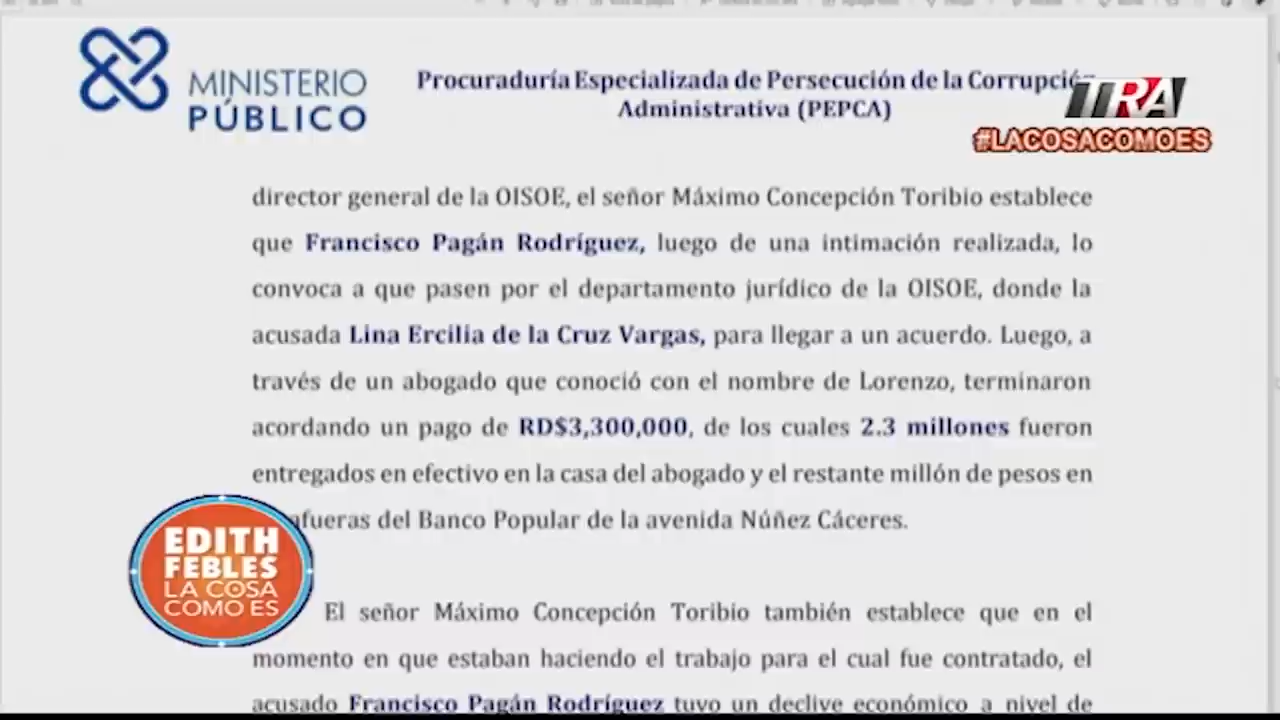 MINISTERIO
PÚBLICO
Procuraduría Especializada de Persecución de la Corrupción
Administrativa (PEPCA)
TRA
#LACOSACOMOES
director general de la OISOE, el señor Máximo Concepción Toribio establece
que Francisco Pagán Rodríguez, luego de una intimación realizada, lo
convoca a que pasen por el departamento jurídico de la OISOE, donde la
acusada Lina Ercilia de la Cruz Vargas, para llegar a un acuerdo. Luego, a
través de un abogado que conoció con el nombre de Lorenzo, terminaron
acordando un pago de RD$3,300,000, de los cuales 2.3 millones fueron
entregados en efectivo en la casa del abogado y el restante millón de pesos en
afueras del Banco Popular de la avenida Núñez Cáceres.
EDITH
FEBLES
LA COSA
COMO ES
El señor Máximo Concepción Toribio también establece que en el
momento en que estaban haciendo el trabajo para el cual fue contratado, el
acusado Francisco Pagán Rodríguez tuvo un declive económico a nivel de